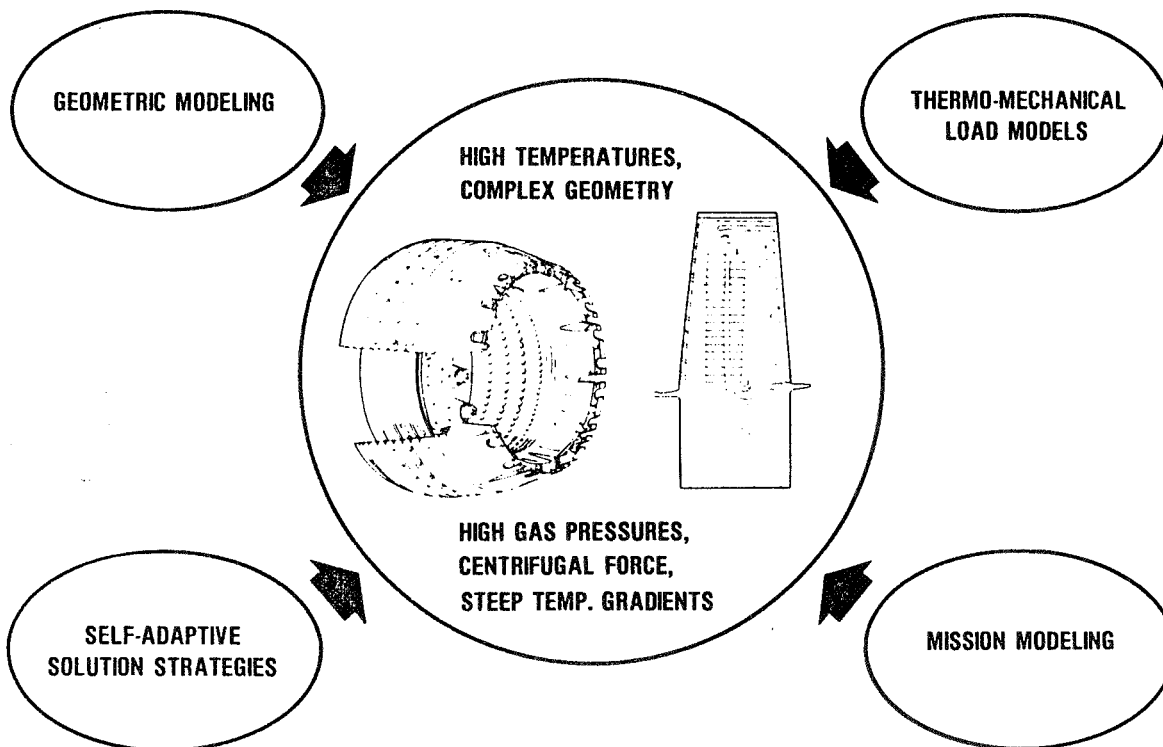 GEOMETRIC MODELING
THERMO-MECHANICAL
LOAD MODELS
HIGH TEMPERATURES,
COMPLEX GEOMETRY
HIGH GAS PRESSURES,
CENTRIFUGAL FORCE,
STEEP TEMP. GRADIENTS
SELF-ADAPTIVE
SOLUTION STRATEGIES
MISSION MODELING